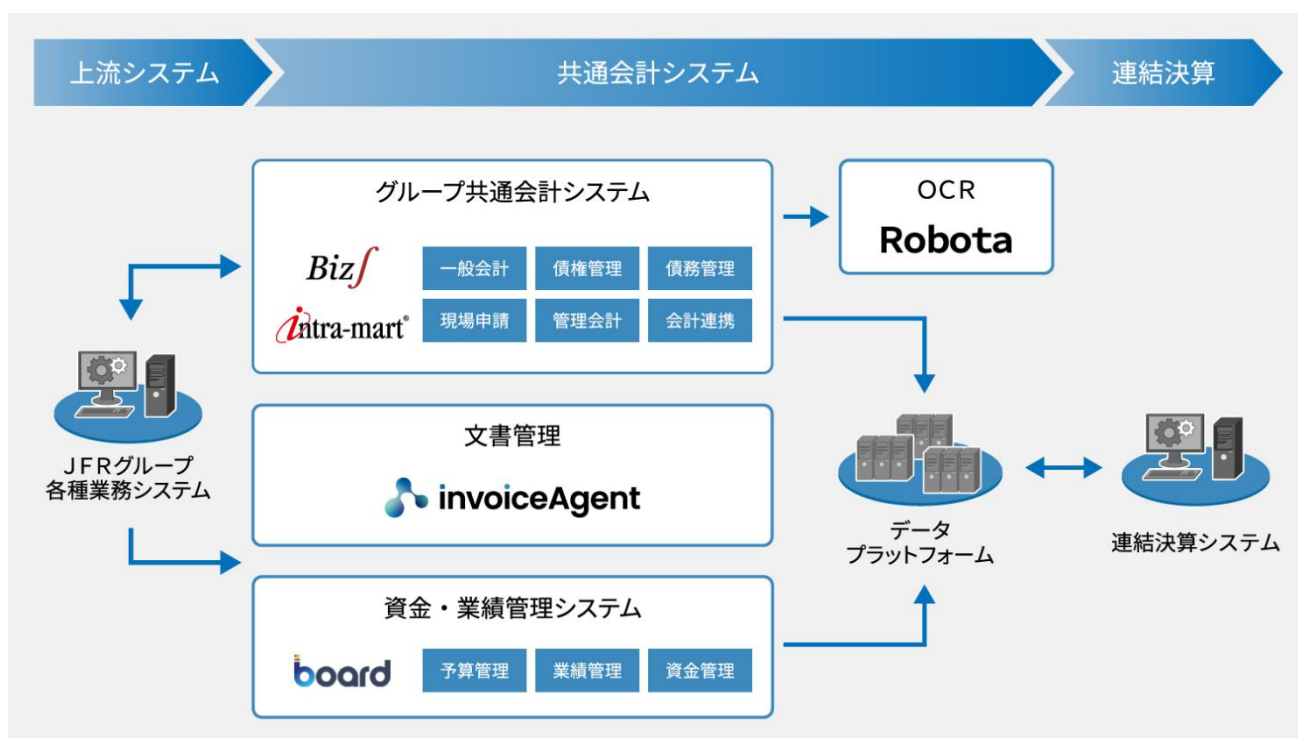 上流システム
共通会計システム
連結決算
グループ共通会計システム
Biz∫
一般会計
債権管理
債務管理
intra-mart®
現場申請
管理会計
会計連携
OCR
Robota
JFRグループ
各種業務システム
文書管理
invoiceAgent
データ
プラットフォーム
連結決算システム
資金・業績管理システム
board
予算管理
業績管理
資金管理